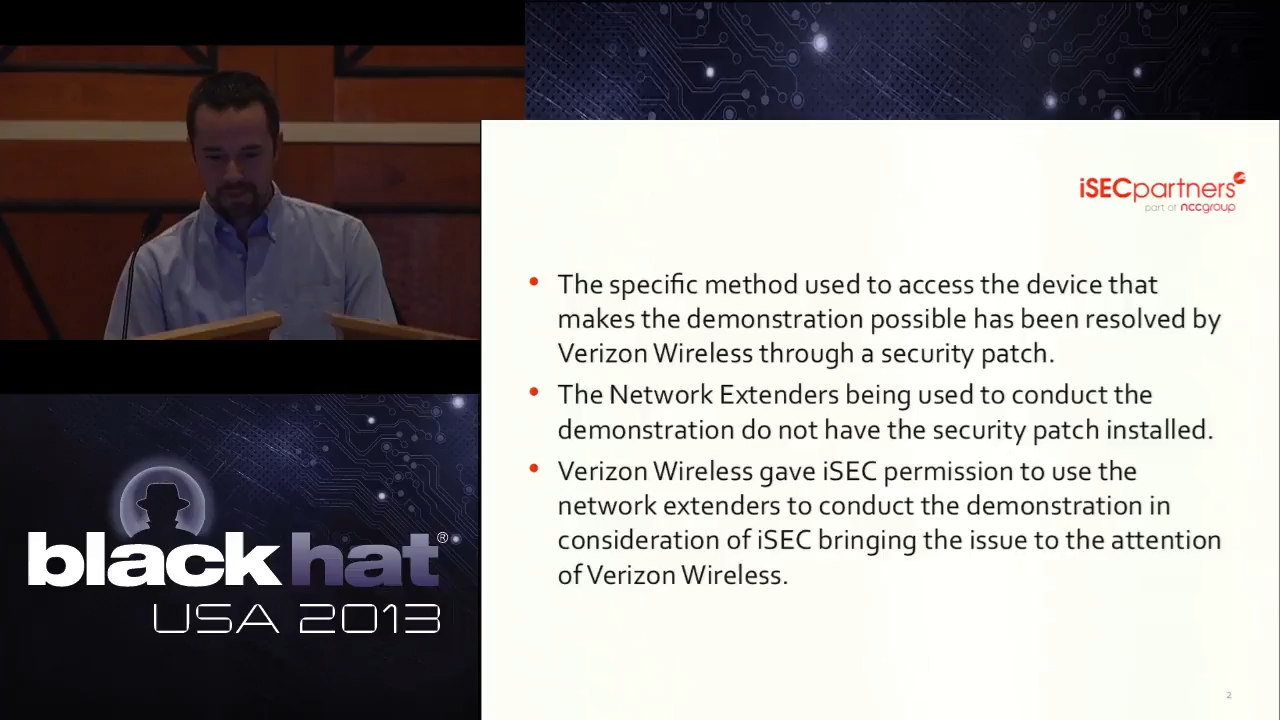 iSECpartners
part of nccgroup
• The specific method used to access the device that
makes the demonstration possible has been resolved by
Verizon Wireless through a security patch.
• The Network Extenders being used to conduct the
demonstration do not have the security patch installed.
• Verizon Wireless gave iSEC permission to use the
network extenders to conduct the demonstration in
consideration of iSEC bringing the issue to the attention
of Verizon Wireless.
black hat®
USA 2013
2